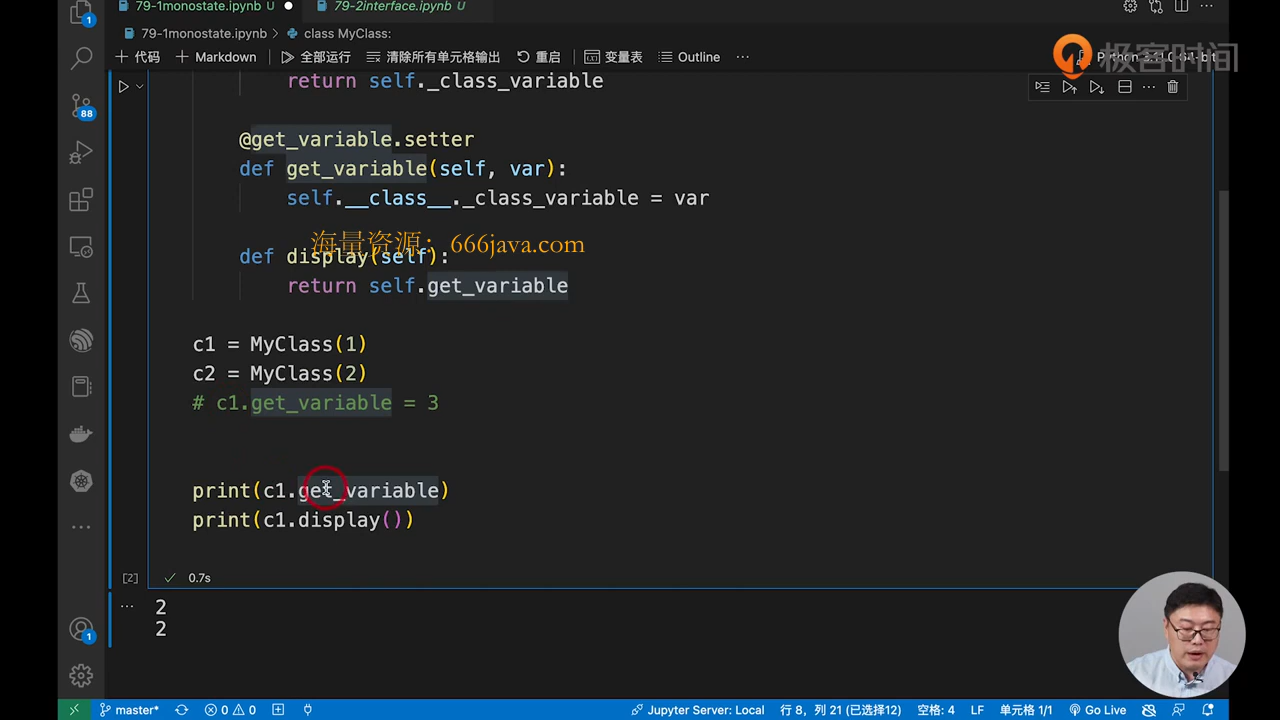 79-1monostate.ipynb U
79-2interface.ipynb U
79-1monostate.ipynb > class MyClass:
代码 Markdown 全部运行 清除所有单元格输出 重启 变量表 Outline ...
极客时间
return self._class_variable
@get_variable.setter
def get_variable(self, var):
self.__class__._class_variable = var
海量资源：666java.com
def display(self):
return self.get_variable
c1 = MyClass(1)
c2 = MyClass(2)
# c1.get_variable = 3
print(c1.get_variable)
print(c1.display())
[2] 0.7s
2
2
1
88
1
master* 0 0 Jupyter Server: Local 行 8，列 21 (已选择12) 空格: 4 LF 单元格 1/1 Go Live